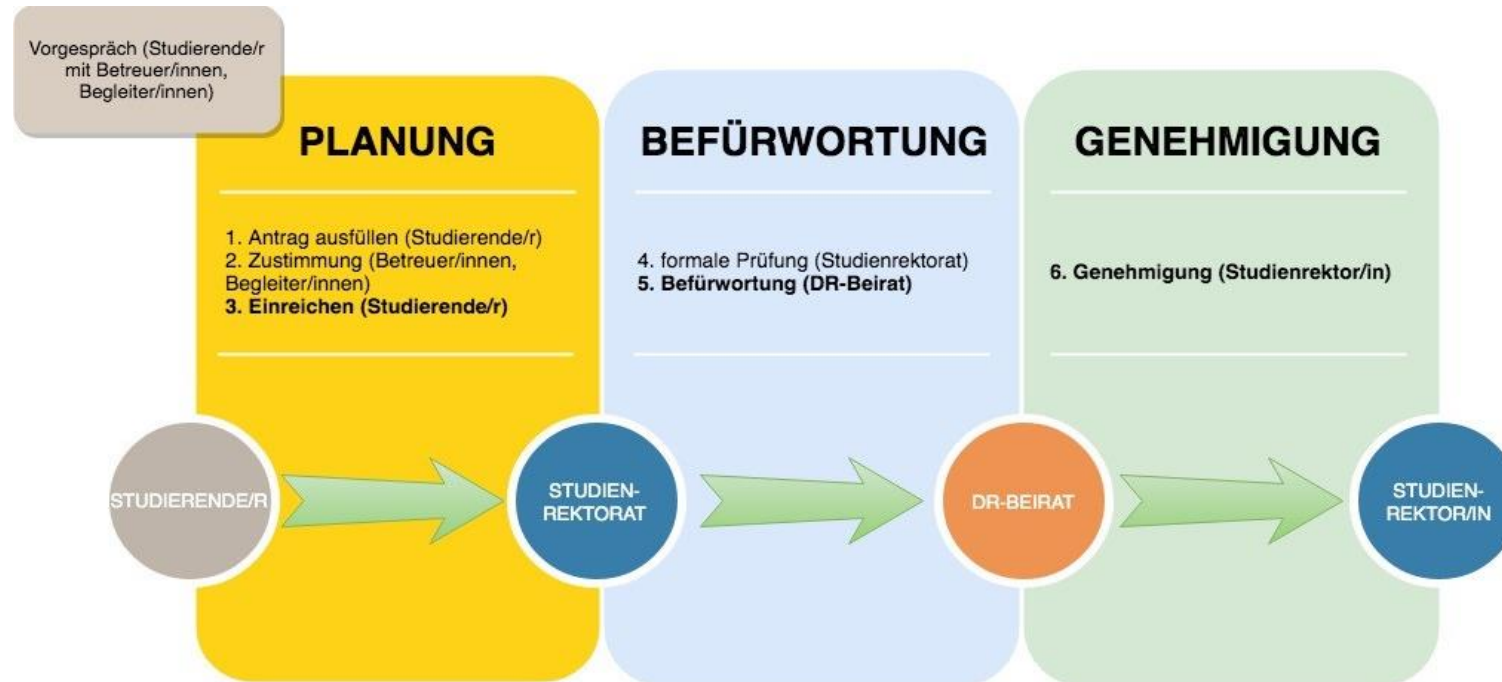 Vorgespräch (Studierende/r
mit Betreuer/innen,
Begleiter/innen)
PLANUNG
1. Antrag ausfüllen (Studierende/r)
2. Zustimmung (Betreuer/innen,
Begleiter/innen)
3. Einreichen (Studierende/r)
BEFÜRWORTUNG
4. formale Prüfung (Studienrektorat)
5. Befürwortung (DR-Beirat)
GENEHMIGUNG
6. Genehmigung (Studienrektor/in)
STUDIERENDE/R
STUDIEN-
REKTORAT
DR-BEIRAT
STUDIEN-
REKTOR/IN